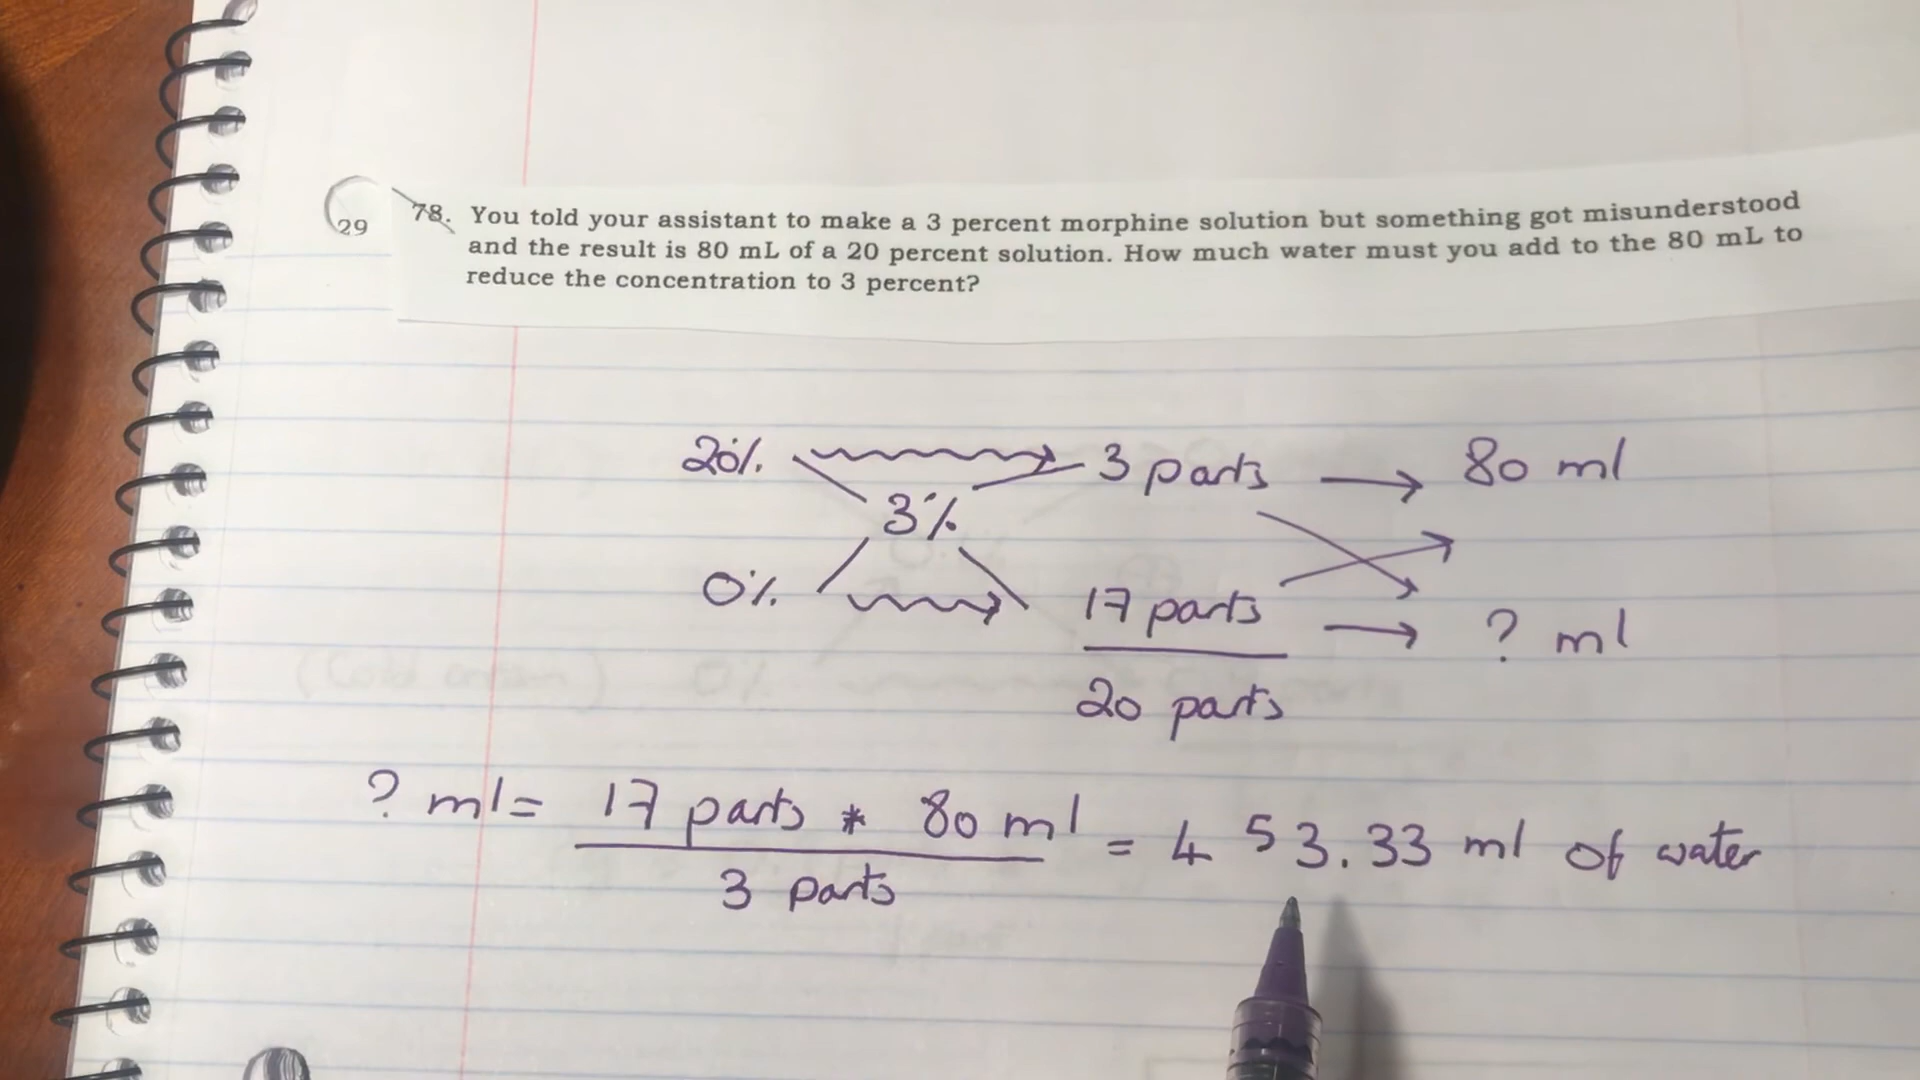 29 78. You told your assistant to make a 3 percent morphine solution but something got misunderstood
and the result is 80 mL of a 20 percent solution. How much water must you add to the 80 mL to
reduce the concentration to 3 percent?
20% 3 parts 80 ml
3%
0% 17 parts ? ml
20 parts
? ml = 17 parts * 80 ml = 453.33 ml of water
3 parts